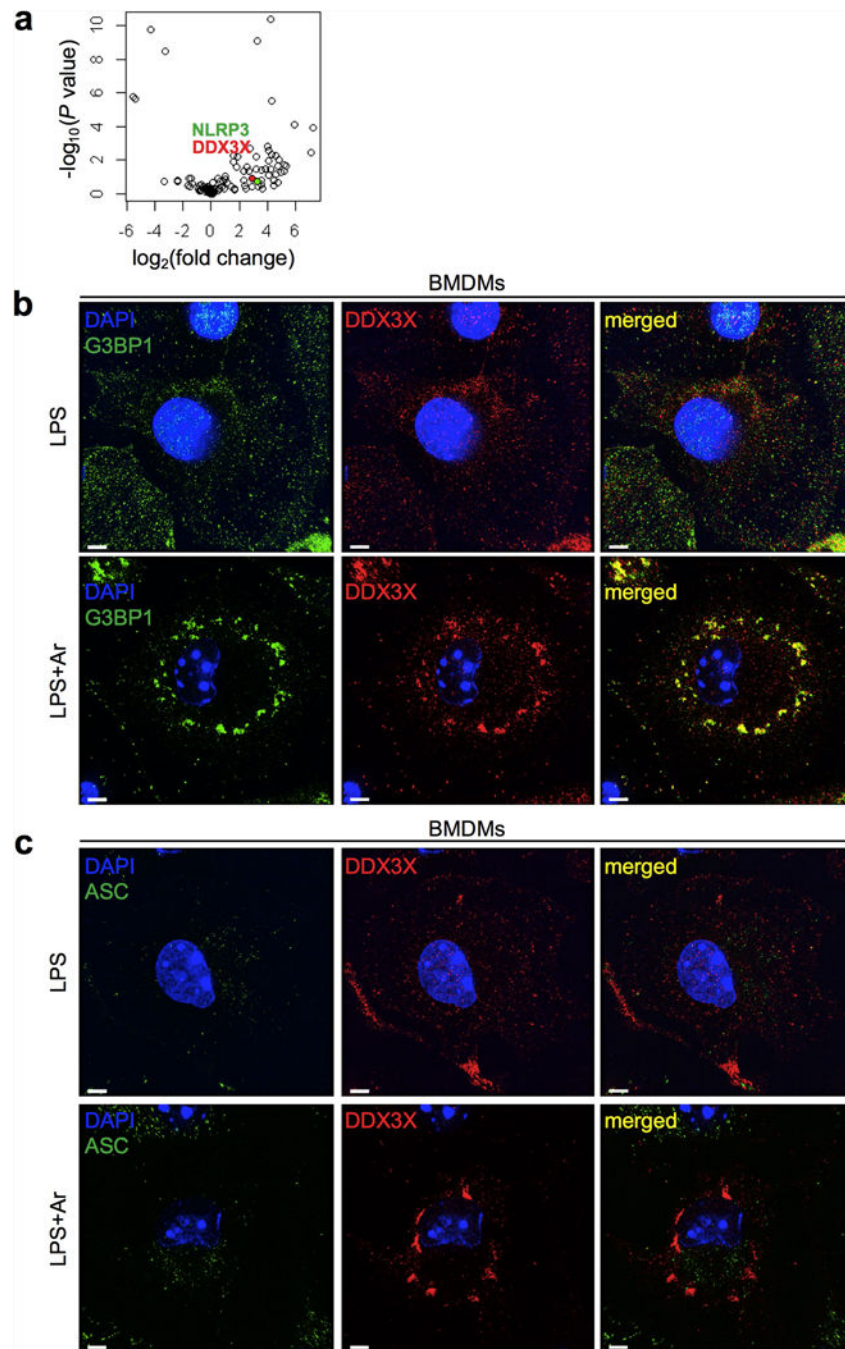 a
-log10(P value)
10
8
6
4
2
0
NLRP3
DDX3X
-6 -4 -2 0 2 4 6
log2(fold change)
BMDMs
b
LPS
DAPI
G3BP1
DDX3X
merged
LPS+Ar
DAPI
G3BP1
DDX3X
merged
BMDMs
c
LPS
DAPI
ASC
DDX3X
merged
LPS+Ar
DAPI
ASC
DDX3X
merged